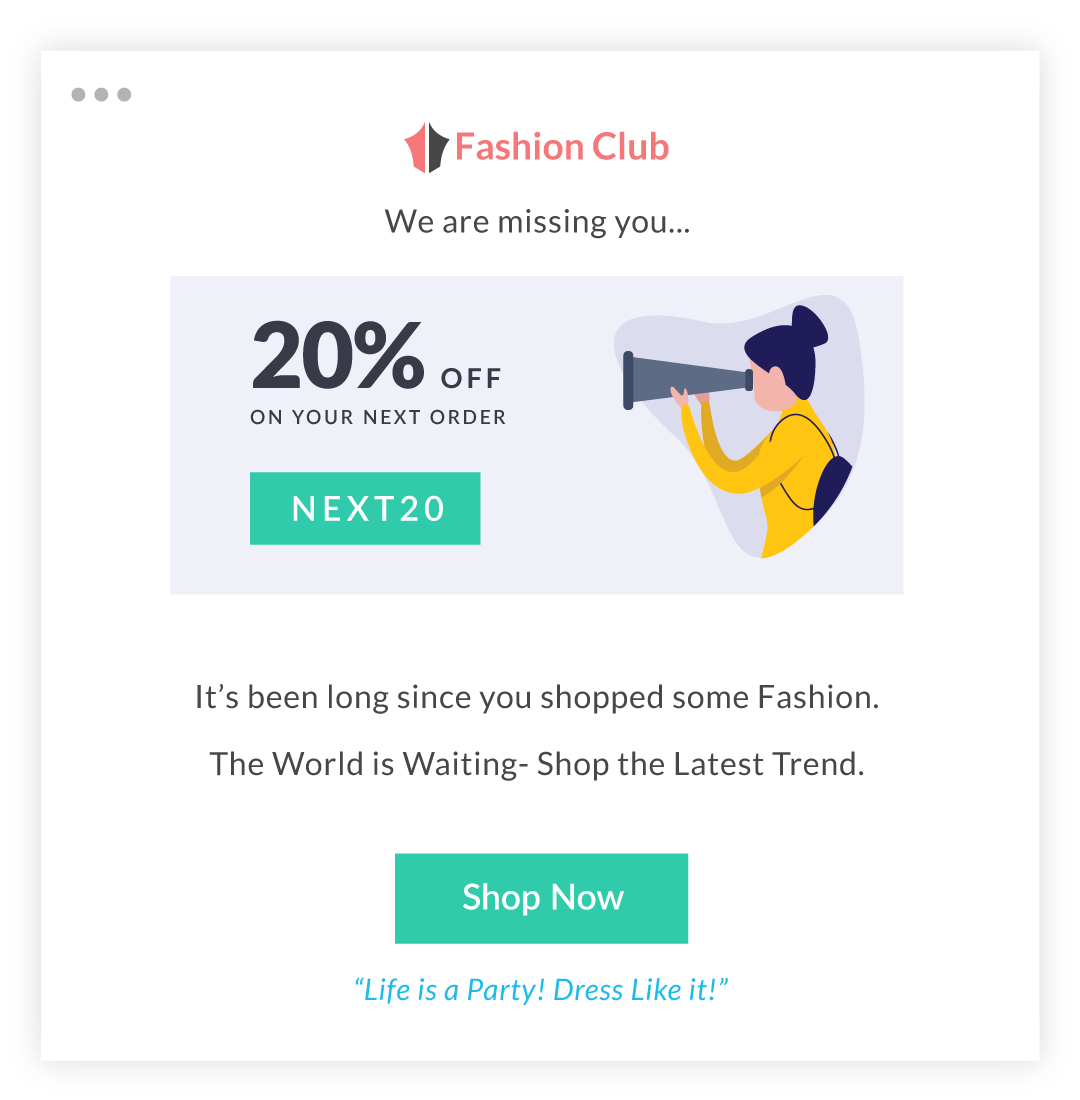 Fashion Club
We are missing you...
20% OFF
ON YOUR NEXT ORDER
NEXT20
It’s been long since you shopped some Fashion.
The World is Waiting- Shop the Latest Trend.
Shop Now
“Life is a Party! Dress Like it!”